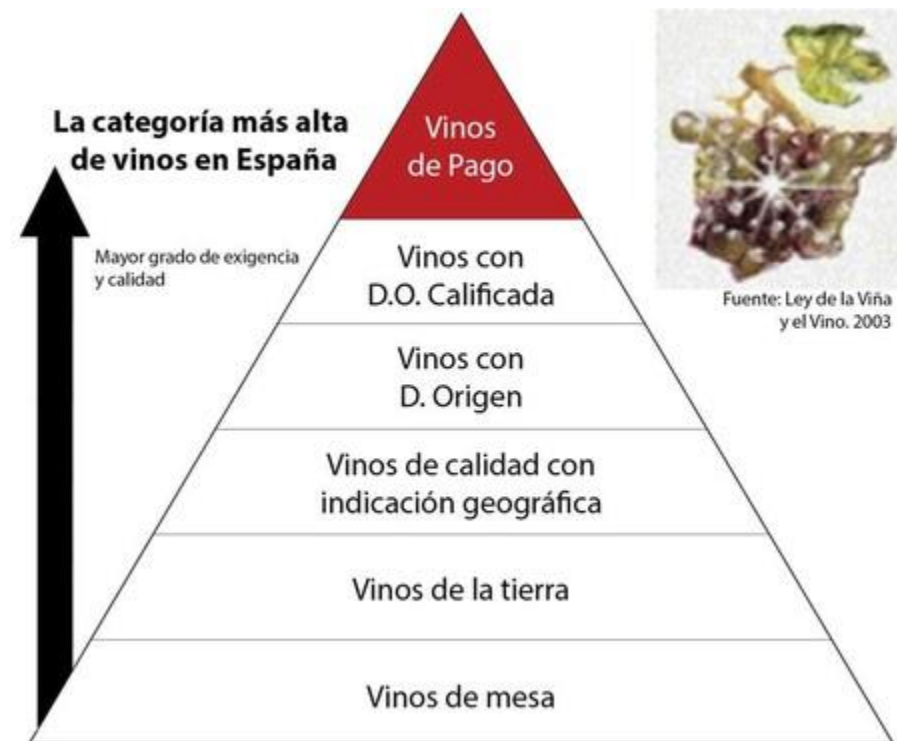 La categoría más alta
de vinos en España
Mayor grado de exigencia
y calidad
Vinos
de Pago
Vinos con
D.O. Calificada
Vinos con
D. Origen
Vinos de calidad con
indicación geográfica
Vinos de la tierra
Vinos de mesa
Fuente: Ley de la Viña
y el Vino. 2003